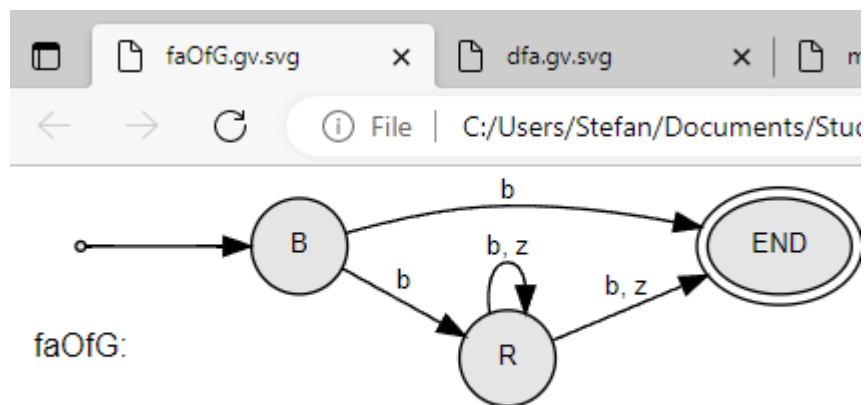 faOfG.gv.svg dfa.gv.svg m
File C:/Users/Stefan/Documents/Stud
b
B b, z END
b b, z
R
faOfG: